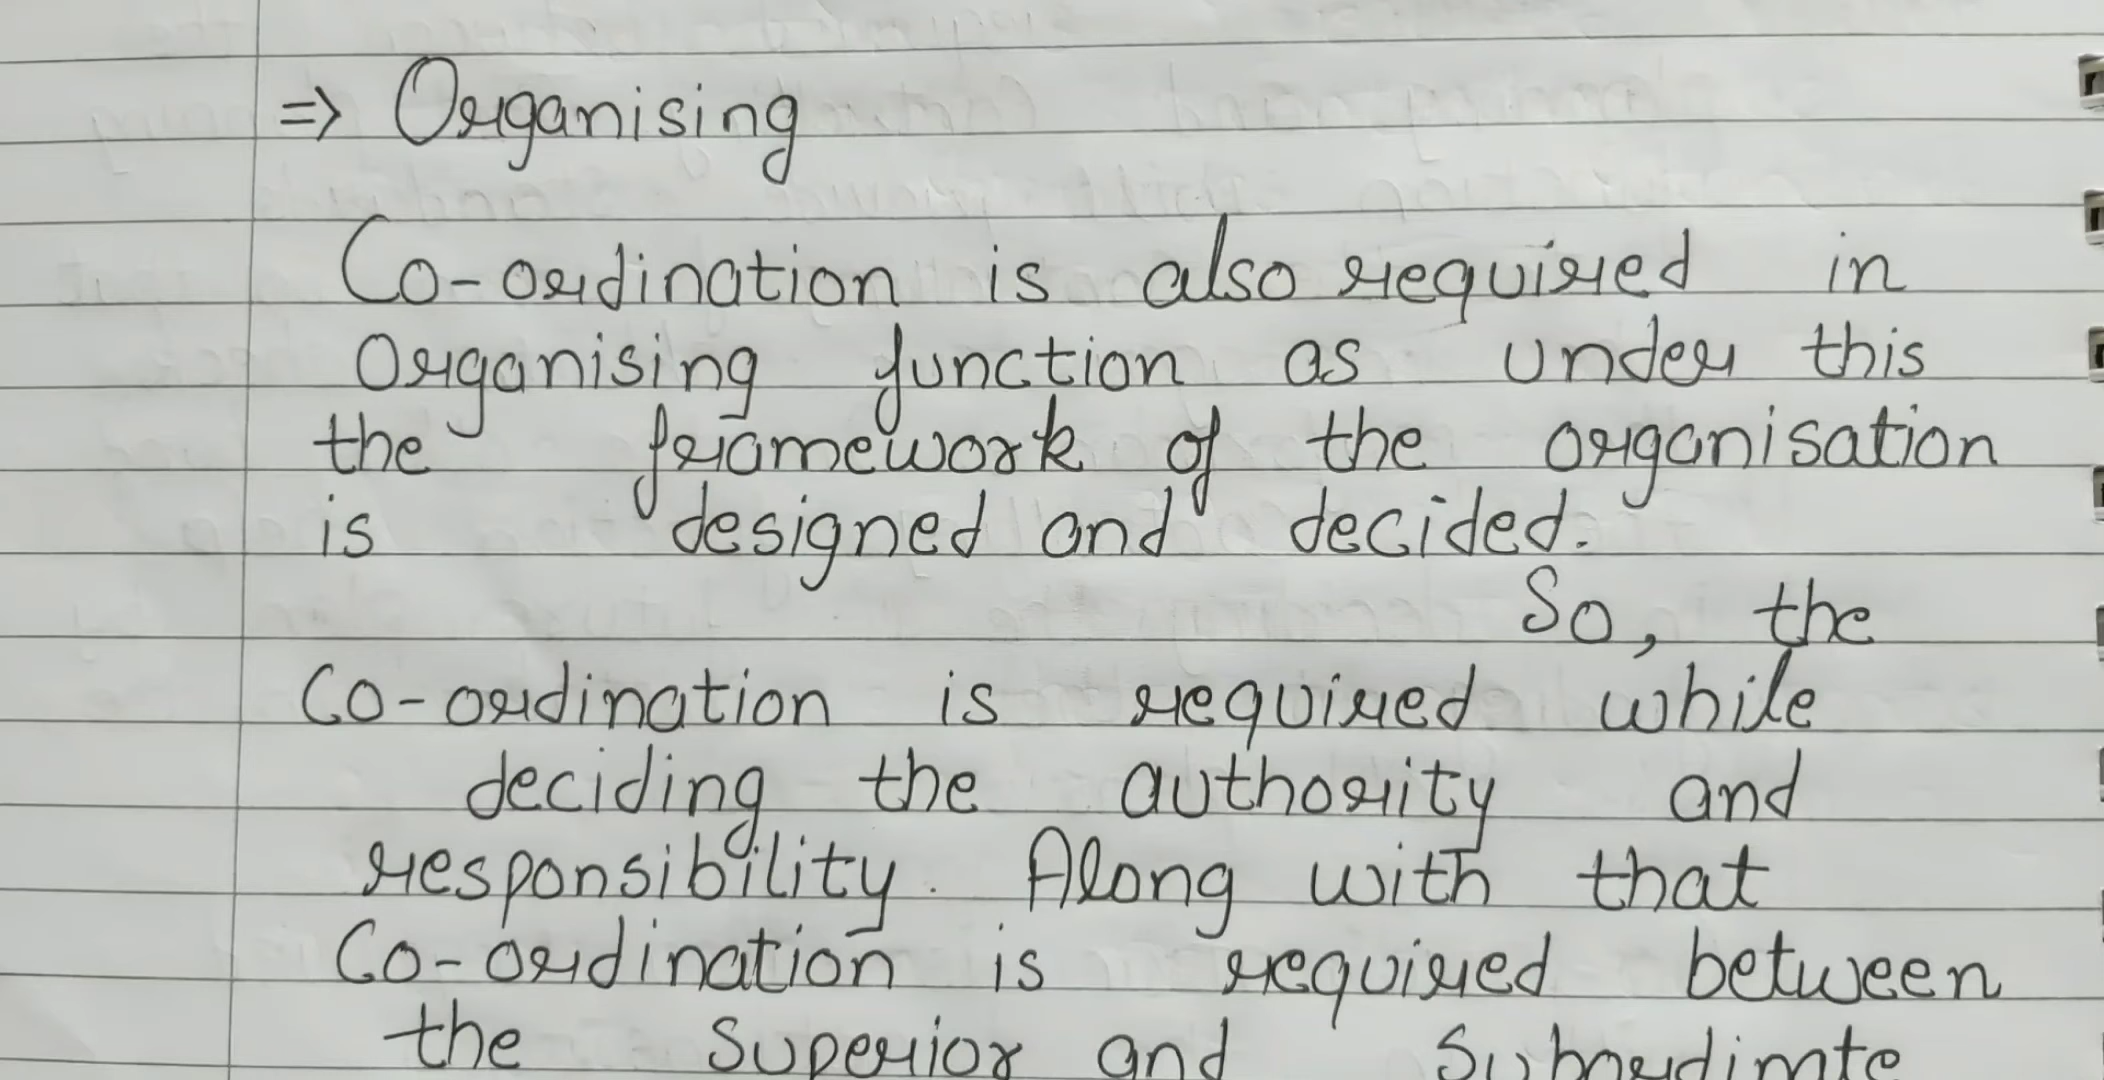 ⇒ Organising
Co-ordination is also required in
Organising function as under this
the framework of the organisation
is designed and decided.
So, the
Co-ordination is required while
deciding the authority and
responsibility. Along with that
Co-ordination is required between
the Superior and